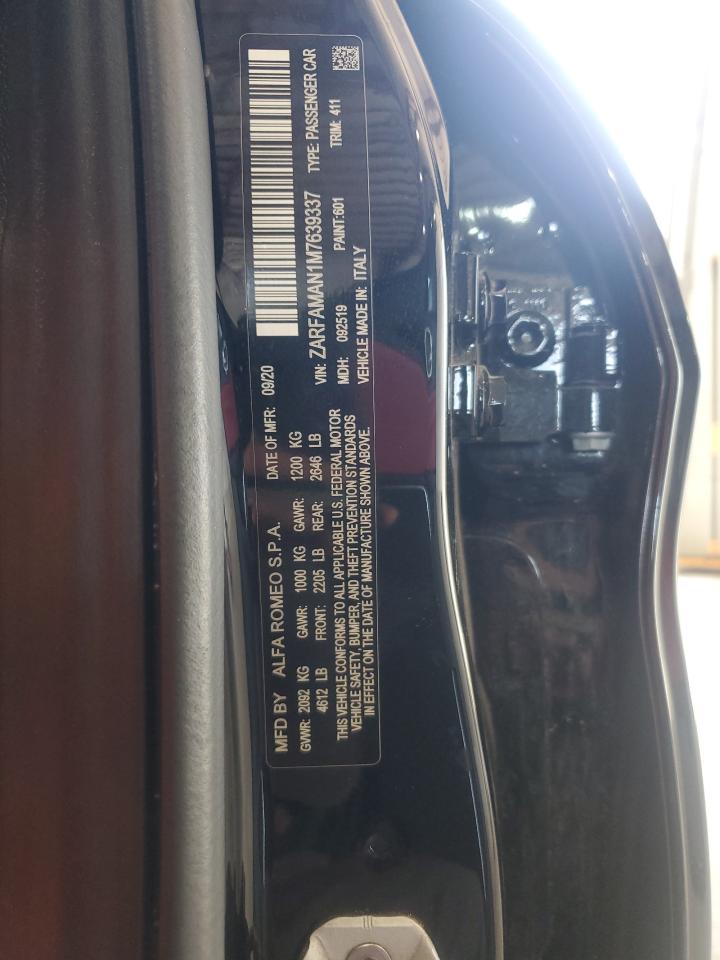 MFD BY ALFA ROMEO S.P.A. DATE OF MFR: 09/20
GVWR: 2092 KG GAWR: 1000 KG GAWR: 1200 KG
4612 LB FRONT: 2205 LB REAR: 2646 LB
THIS VEHICLE CONFORMS TO ALL APPLICABLE U.S. FEDERAL MOTOR
VEHICLE SAFETY, BUMPER, AND THEFT PREVENTION STANDARDS
IN EFFECT ON THE DATE OF MANUFACTURE SHOWN ABOVE.
VIN: ZARFAMAN1M7639337 TYPE: PASSENGER CAR
MDH: 092519 PAINT:601 TRIM: 411
VEHICLE MADE IN: ITALY